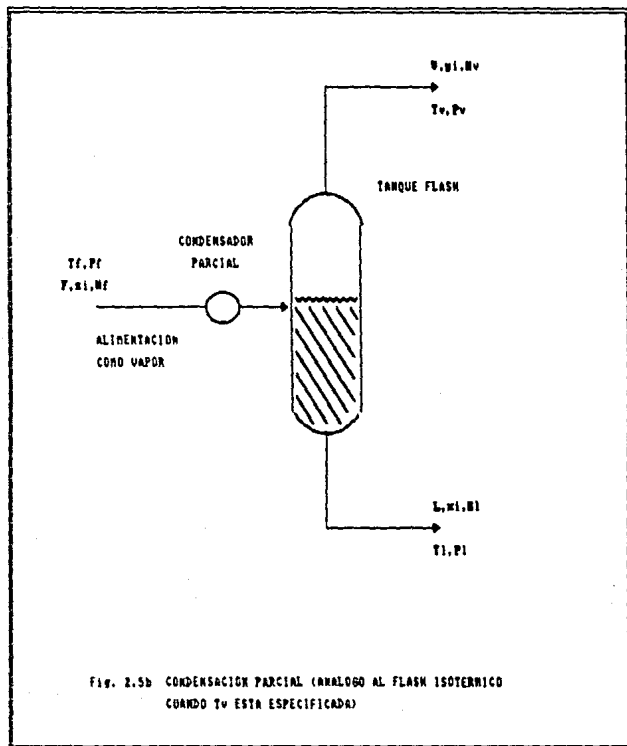 V,yi,Hv
Tv,Pv
TANQUE FLASH
CONDENSADOR
PARCIAL
Tf,Pf
F,zi,Hf
ALIMENTACION
COMO VAPOR
L,xi,Hl
Tl,Pl
Fig. 2.5b CONDENSACION PARCIAL (ANALOGO AL FLASH ISOTERMICO
CUANDO Tv ESTA ESPECIFICADA)